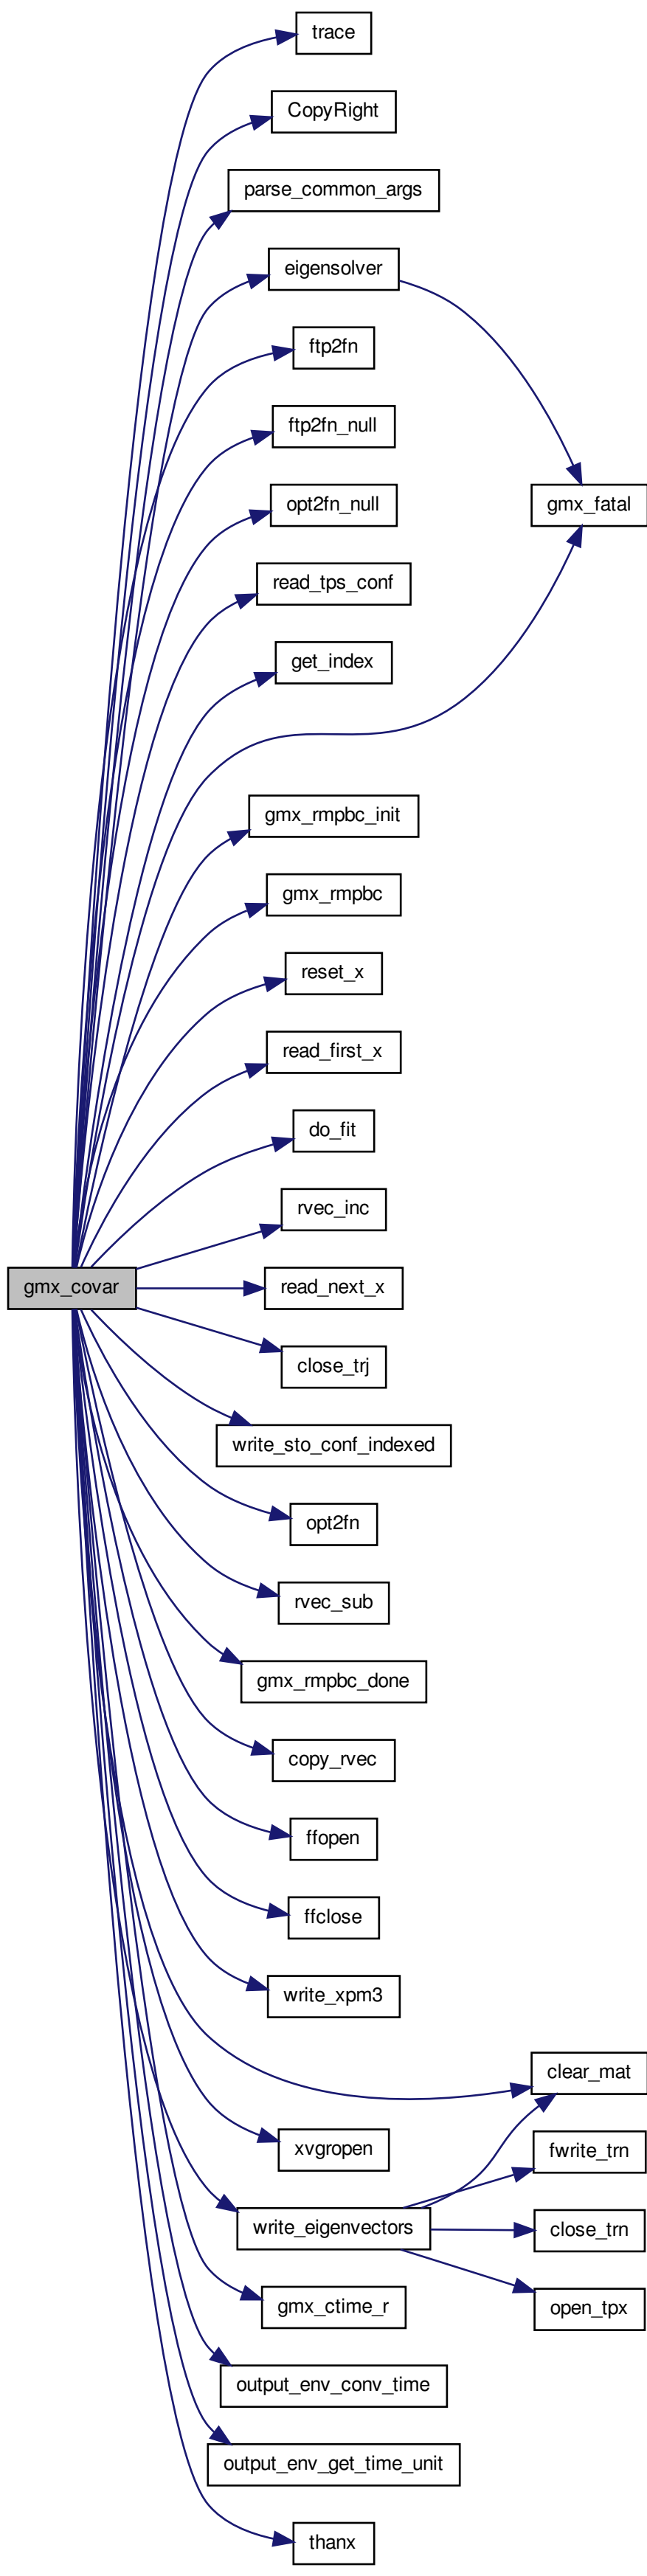 trace
CopyRight
parse_common_args
eigensolver
ftp2fn
ftp2fn_null
opt2fn_null
gmx_fatal
read_tps_conf
get_index
gmx_rmpbc_init
gmx_rmpbc
reset_x
read_first_x
do_fit
rvec_inc
gmx_covar
read_next_x
close_trj
write_sto_conf_indexed
opt2fn
rvec_sub
gmx_rmpbc_done
copy_rvec
ffopen
ffclose
write_xpm3
clear_mat
xvgropen
fwrite_trn
write_eigenvectors
close_trn
gmx_ctime_r
open_tpx
output_env_conv_time
output_env_get_time_unit
thanx